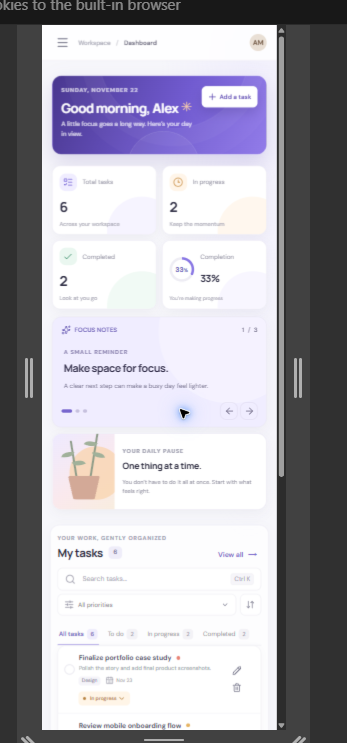 okies to the built-in browser
Workspace / Dashboard
AM
SUNDAY, NOVEMBER 22
Good morning, Alex
+ Add a task
A little focus goes a long way. Here's your day
in view.
Total tasks
6
Across your workspace
In progress
2
Keep the momentum
Completed
2
Look at you go
Completion
33%
33%
You're making progress
FOCUS NOTES
1 / 3
A SMALL REMINDER
Make space for focus.
A clear next step can make a busy day feel lighter.
YOUR DAILY PAUSE
One thing at a time.
You don't have to do it all at once. Start with what
feels right.
YOUR WORK, GENTLY ORGANIZED
My tasks 6
View all →
Search tasks...
Ctrl K
All priorities
All tasks 6 To do 2 In progress 2 Completed 2
Finalize portfolio case study
Polish the story and add final product screenshots.
Design Nov 23
In progress
Review mobile onboarding flow